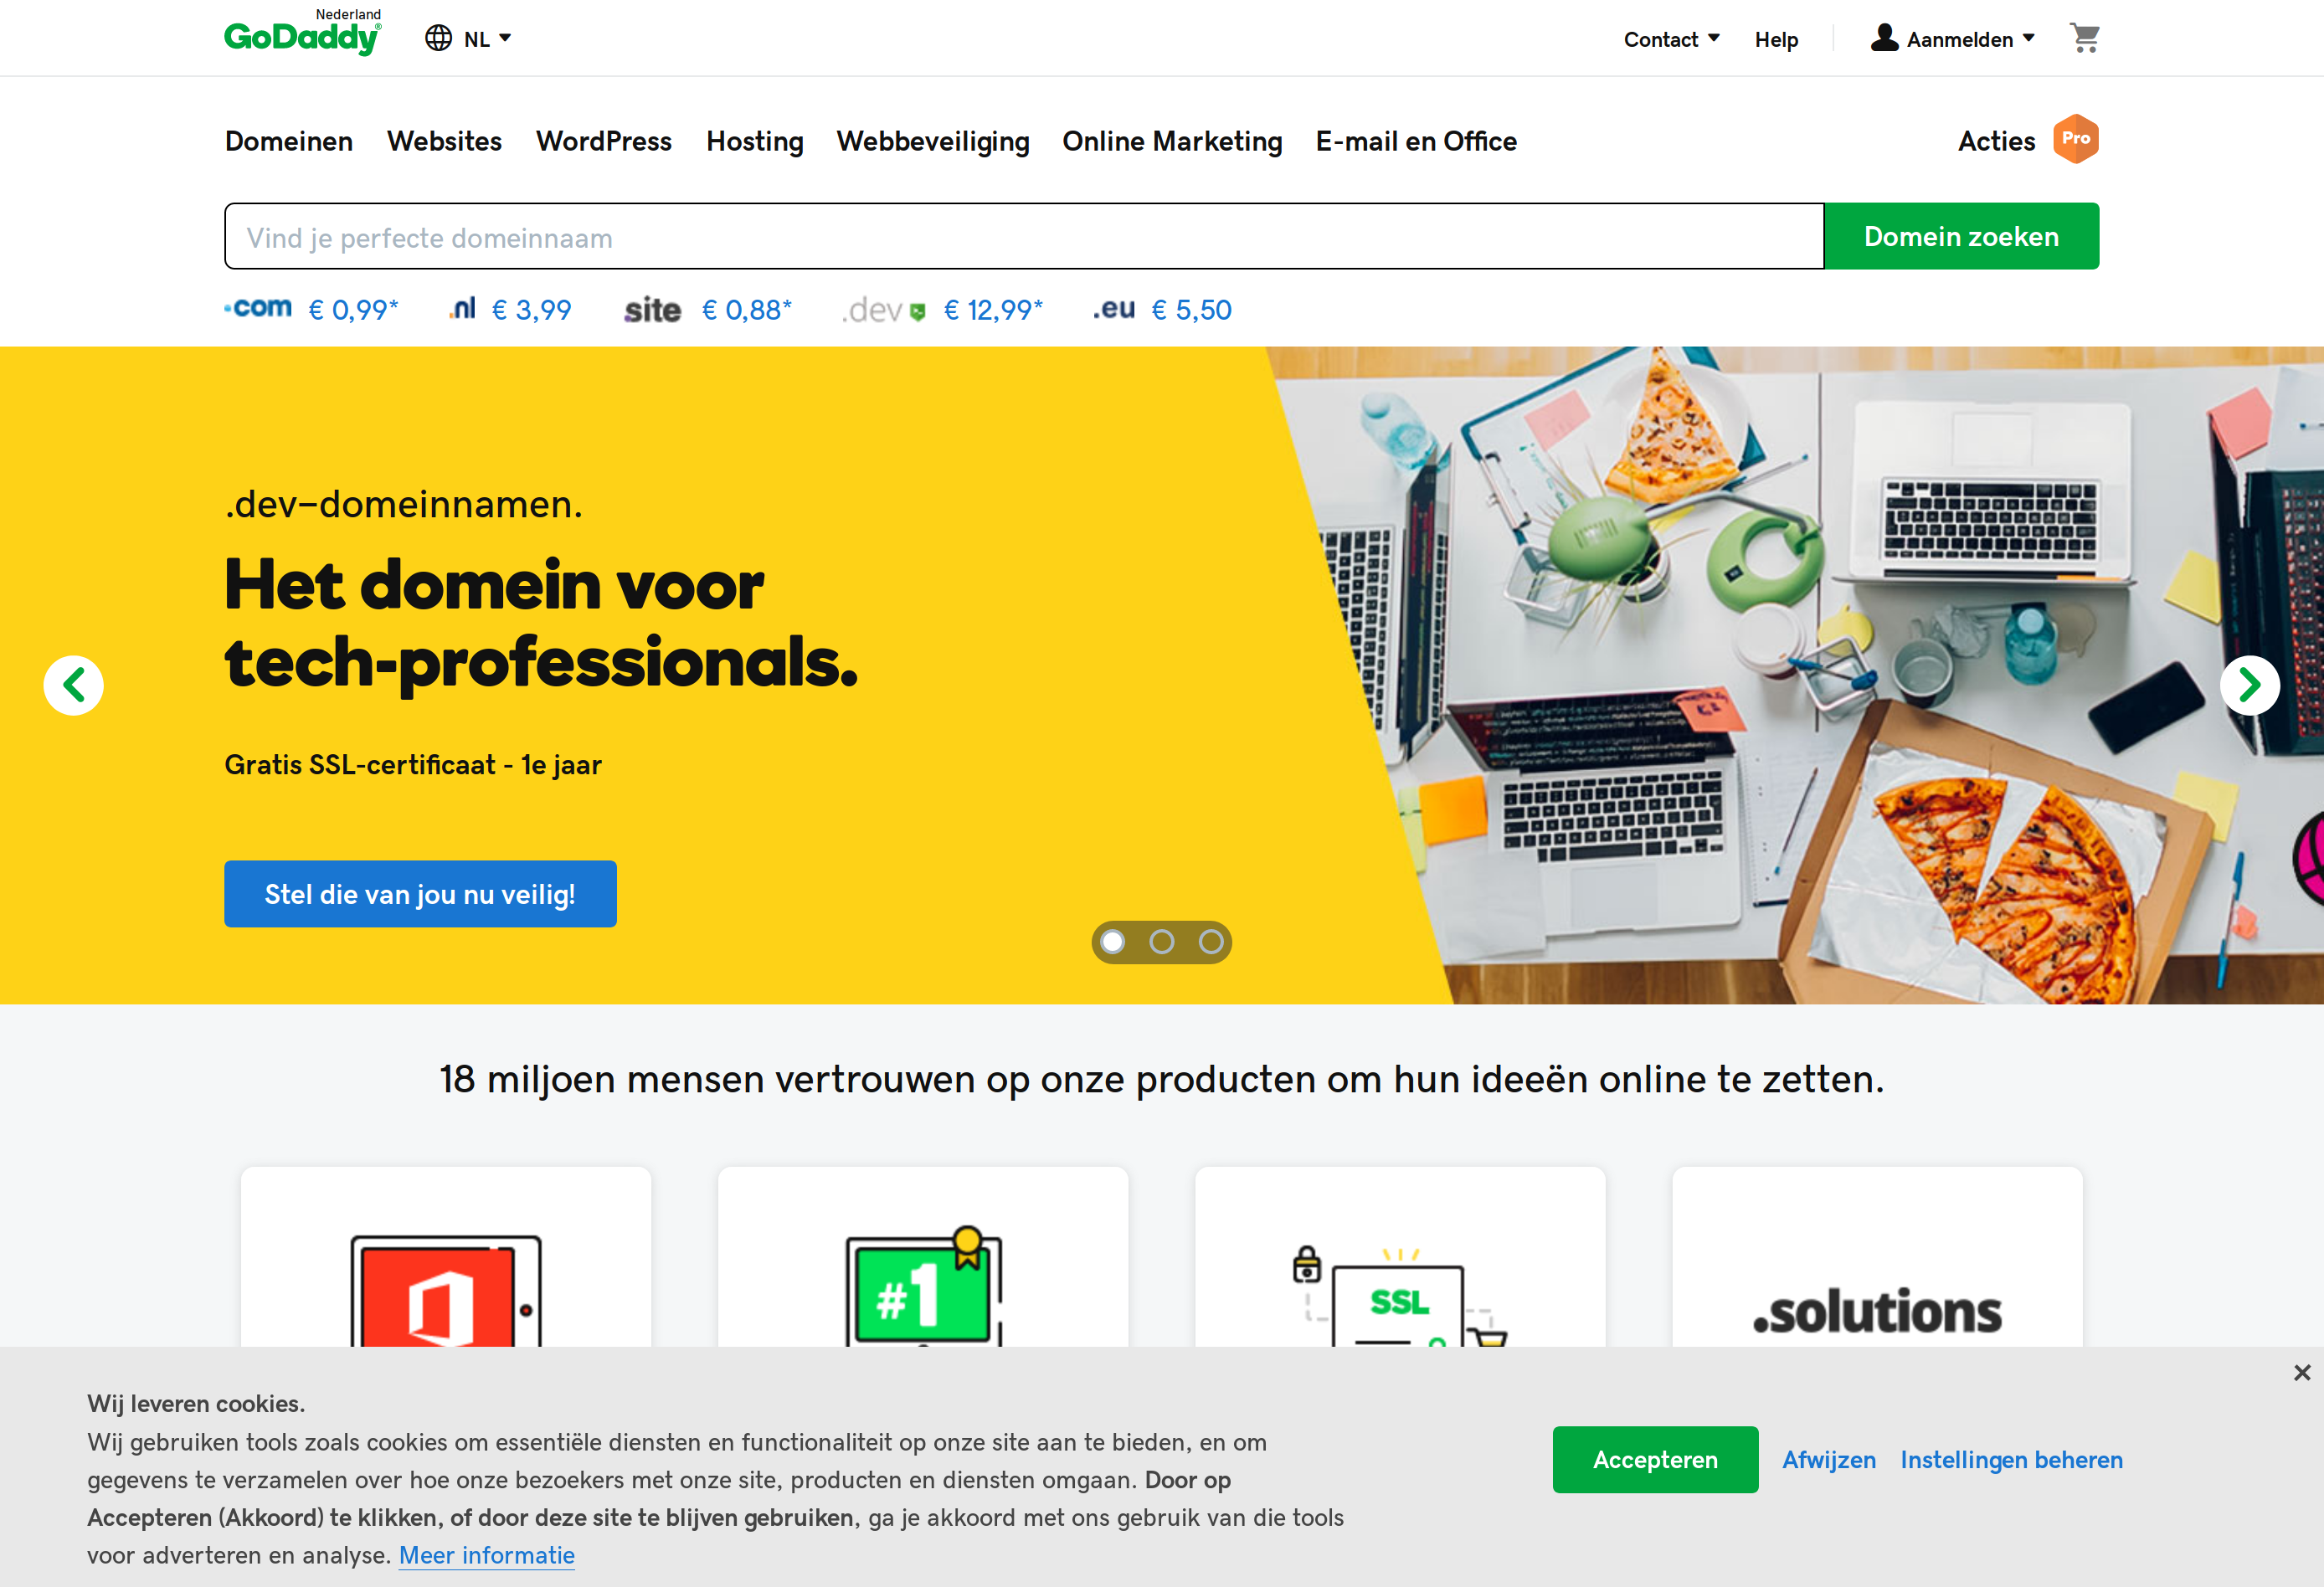 Nederland
GoDaddy®
NL
Contact
Help
Aanmelden
Domeinen
Websites
WordPress
Hosting
Webbeveiliging
Online Marketing
E-mail en Office
Acties
Pro
Vind je perfecte domeinnaam
Domein zoeken
.com € 0,99*
.nl € 3,99
.site € 0,88*
.dev € 12,99*
.eu € 5,50
.dev–domeinnamen.
Het domein voor
tech-professionals.
Gratis SSL-certificaat - 1e jaar
Stel die van jou nu veilig!
18 miljoen mensen vertrouwen op onze producten om hun ideeën online te zetten.
#1
SSL
.solutions
Wij leveren cookies.
Wij gebruiken tools zoals cookies om essentiële diensten en functionaliteit op onze site aan te bieden, en om
gegevens te verzamelen over hoe onze bezoekers met onze site, producten en diensten omgaan. Door op
Accepteren (Akkoord) te klikken, of door deze site te blijven gebruiken, ga je akkoord met ons gebruik van die tools
voor adverteren en analyse. Meer informatie
Accepteren
Afwijzen
Instellingen beheren